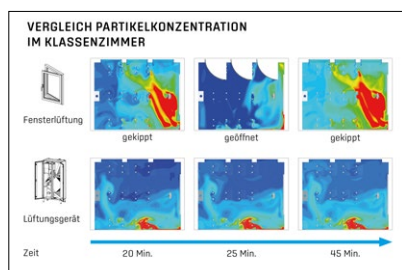 VERGLEICH PARTIKELKONZENTRATION
IM KLASSENZIMMER
Fensterlüftung
gekippt
geöffnet
gekippt
Lüftungsgerät
Zeit
20 Min.
25 Min.
45 Min.